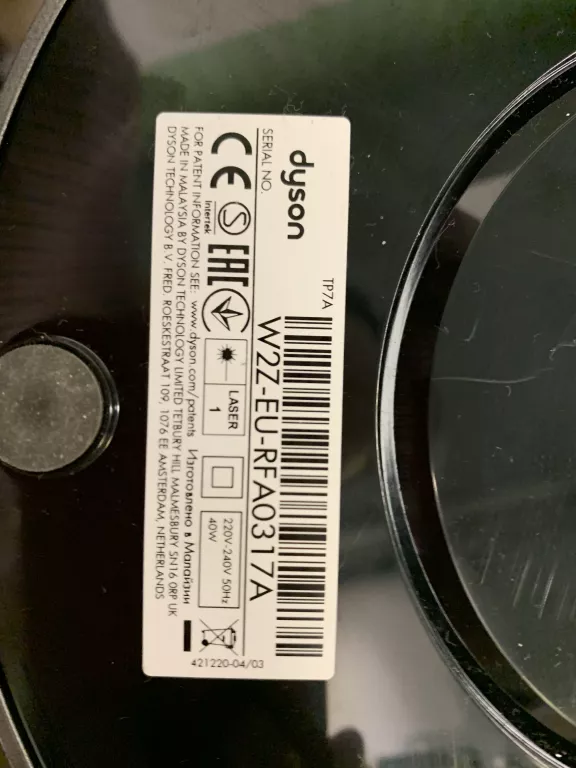 dyson
TP7A
SERIAL NO.
W2Z-EU-RFA0317A
CE S EAC
Intertek
LASER
1
220V-240V 50Hz
40W
FOR PATENT INFORMATION SEE: www.dyson.com/patents Изготовлено в Малайзии
MADE IN MALAYSIA BY DYSON TECHNOLOGY LIMITED TETBURY HILL MALMESBURY SN16 0RP UK
DYSON TECHNOLOGY B.V. FRED. ROESKESTRAAT 109, 1076 EE AMSTERDAM, NETHERLANDS
421220-04/03